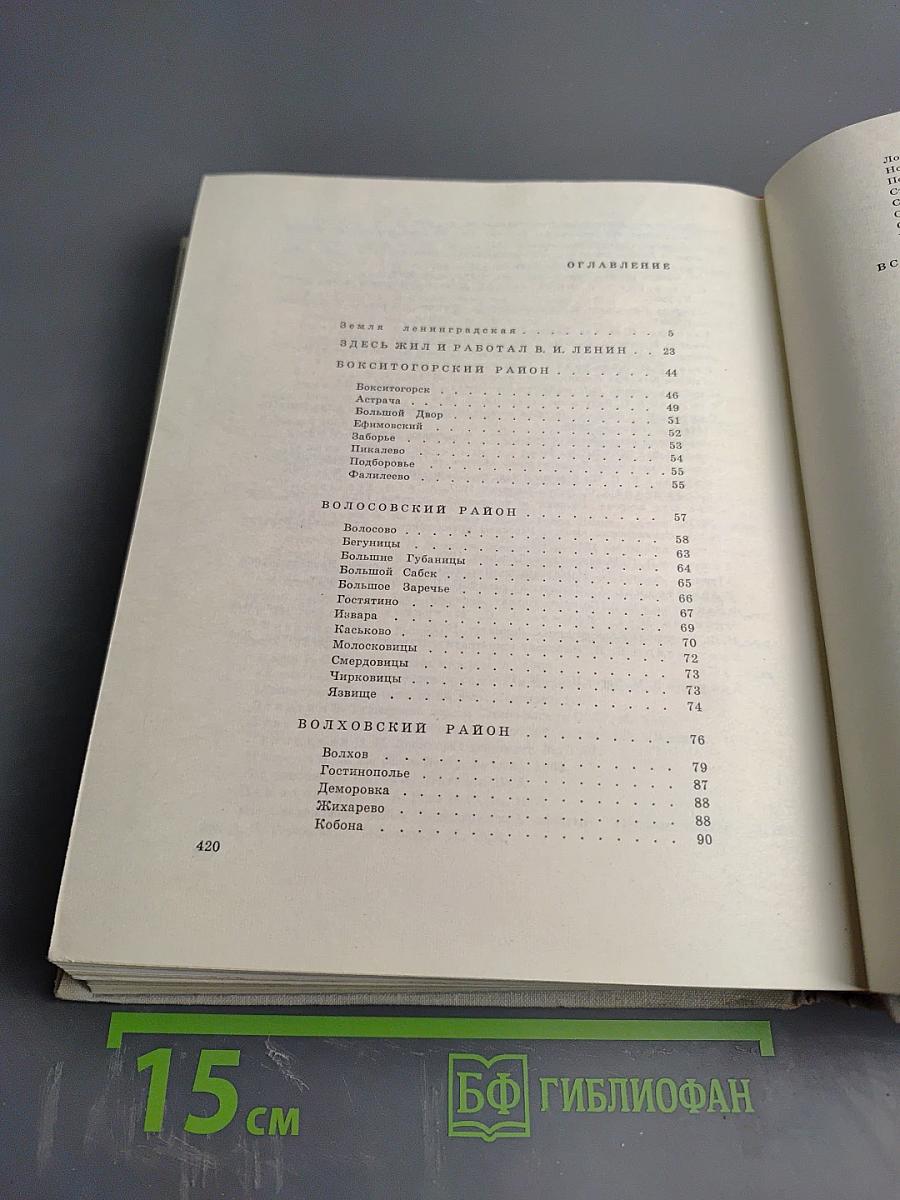 ОГЛАВЛЕНИЕ
Земля ленинградская . . . . . . . . 5
ЗДЕСЬ ЖИЛ И РАБОТАЛ В. И. ЛЕНИН . . 23
БОКСИТОГОРСКИЙ РАЙОН . . . . . . . 44
Бокситогорск . . . . . . . . . . . . . 46
Астрача . . . . . . . . . . . . . . . 49
Большой Двор . . . . . . . . . . . . 51
Ефимовский . . . . . . . . . . . . . 52
Заборье . . . . . . . . . . . . . . . 53
Пикалево . . . . . . . . . . . . . . 54
Подборовье . . . . . . . . . . . . . 55
Фалилеево . . . . . . . . . . . . . . 55
ВОЛОСОВСКИЙ РАЙОН . . . . . . . . . 57
Волосово . . . . . . . . . . . . . . . 58
Бегуницы . . . . . . . . . . . . . . . 63
Большие Губаницы . . . . . . . . . . . 64
Большой Сабск . . . . . . . . . . . . . 65
Большое Заречье . . . . . . . . . . . . 66
Гостятино . . . . . . . . . . . . . . . 67
Извара . . . . . . . . . . . . . . . . 69
Каськово . . . . . . . . . . . . . . . 70
Молосковицы . . . . . . . . . . . . . . 72
Смердовицы . . . . . . . . . . . . . . 73
Чирковицы . . . . . . . . . . . . . . . 73
Язвище . . . . . . . . . . . . . . . . 74
ВОЛХОВСКИЙ РАЙОН . . . . . . . . . 76
Волхов . . . . . . . . . . . . . . . . 79
Гостинополье . . . . . . . . . . . . . . 87
Деморовка . . . . . . . . . . . . . . . 88
Жихарево . . . . . . . . . . . . . . . 88
Кобона . . . . . . . . . . . . . . . . 90
420
15 см
БФ ГИБЛИОФАН